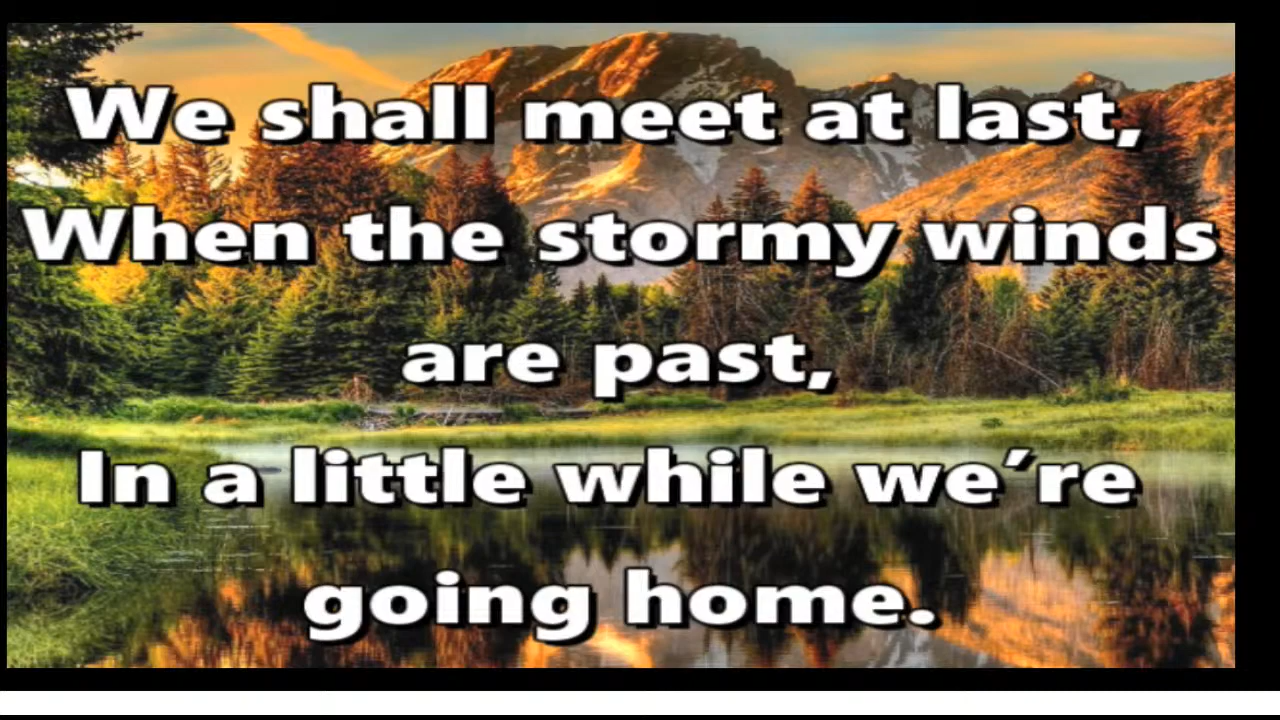 We shall meet at last,
When the stormy winds
are past,
In a little while we’re
going home.